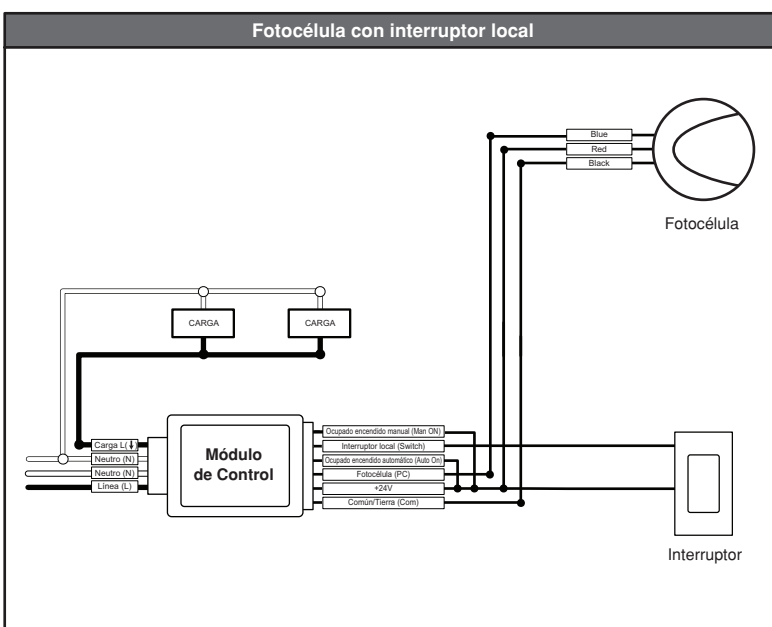 Fotocélula con interruptor local
Blue
Red
Black
Fotocélula
CARGA
CARGA
Carga L(↓)
Neutro (N)
Neutro (N)
Línea (L)
Módulo
de Control
Ocupado encendido manual (Man ON)
Interruptor local (Switch)
Ocupado encendido automático (Auto On)
Fotocélula (PC)
+24V
Común/Tierra (Com)
Interruptor